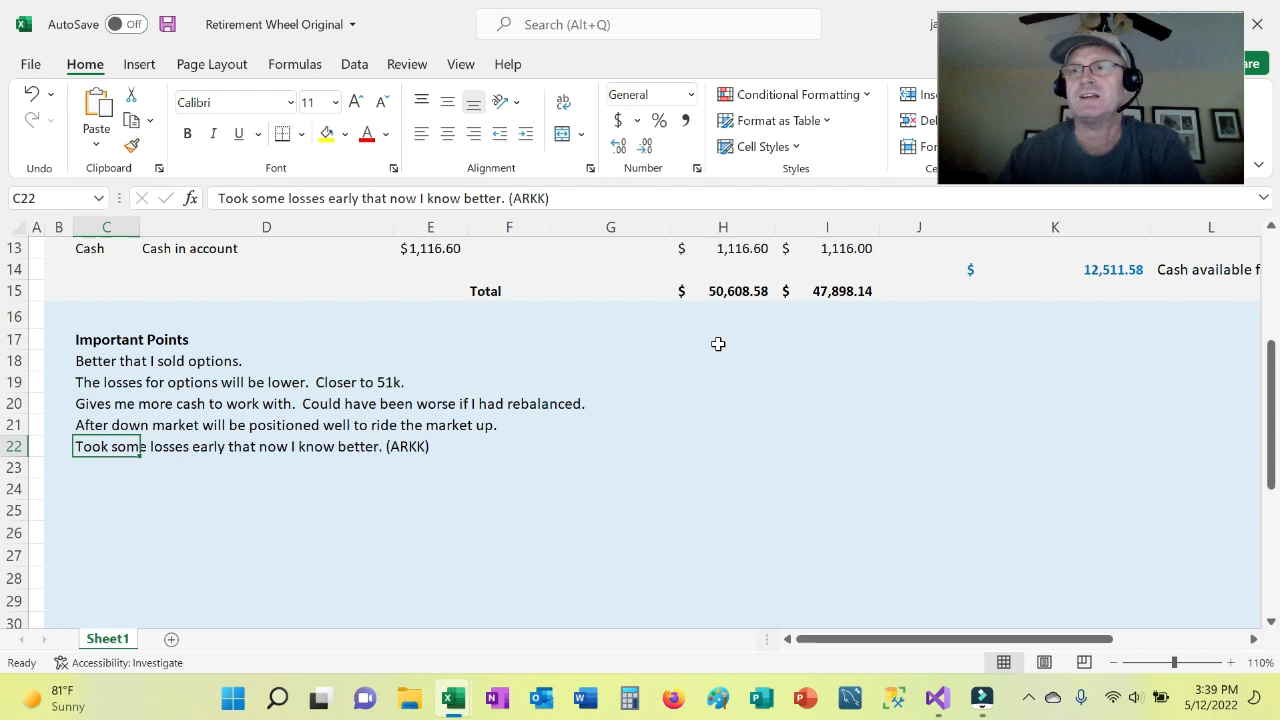 AutoSave Off Retirement Wheel Original Search (Alt+Q)
File Home Insert Page Layout Formulas Data Review View Help
Calibri 11 General Conditional Formatting
Paste Format as Table
Cell Styles
Undo Clipboard Font Alignment Number Styles
C22 fx Took some losses early that now I know better. (ARKK)
A B C D E F G H I J K L
13 Cash Cash in account $1,116.60 $ 1,116.60 $ 1,116.00
14 $ 12,511.58 Cash available f
15 Total $ 50,608.58 $ 47,898.14
16
17 Important Points
18 Better that I sold options.
19 The losses for options will be lower.  Closer to 51k.
20 Gives me more cash to work with.  Could have been worse if I had rebalanced.
21 After down market will be positioned well to ride the market up.
22 Took some losses early that now I know better. (ARKK)
23
24
25
26
27
28
29
30
Sheet1
Ready Accessibility: Investigate 110%
81°F 3:39 PM
Sunny 5/12/2022